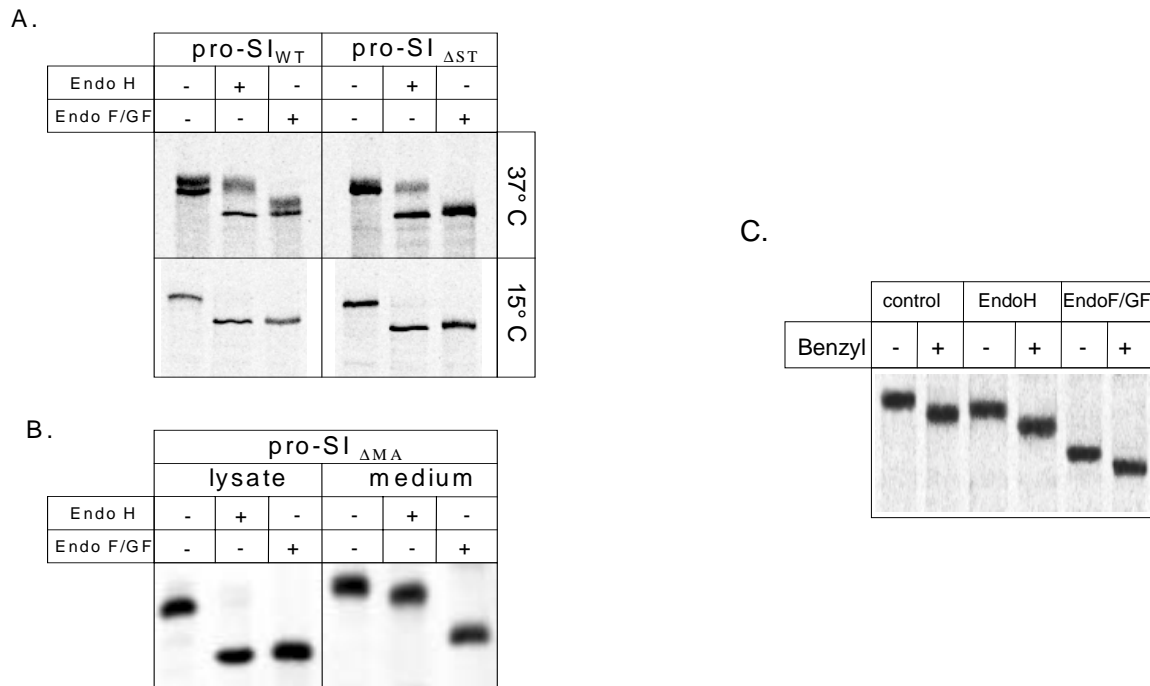 A.
pro-SI WT pro-SI ΔST
Endo H - + - - + -
Endo F/GF - - + - - +
37° C
15° C
B.
pro-SI ΔMA
lysate medium
Endo H - + - - + -
Endo F/GF - - + - - +
C.
control EndoH EndoF/GF
Benzyl - + - + - +